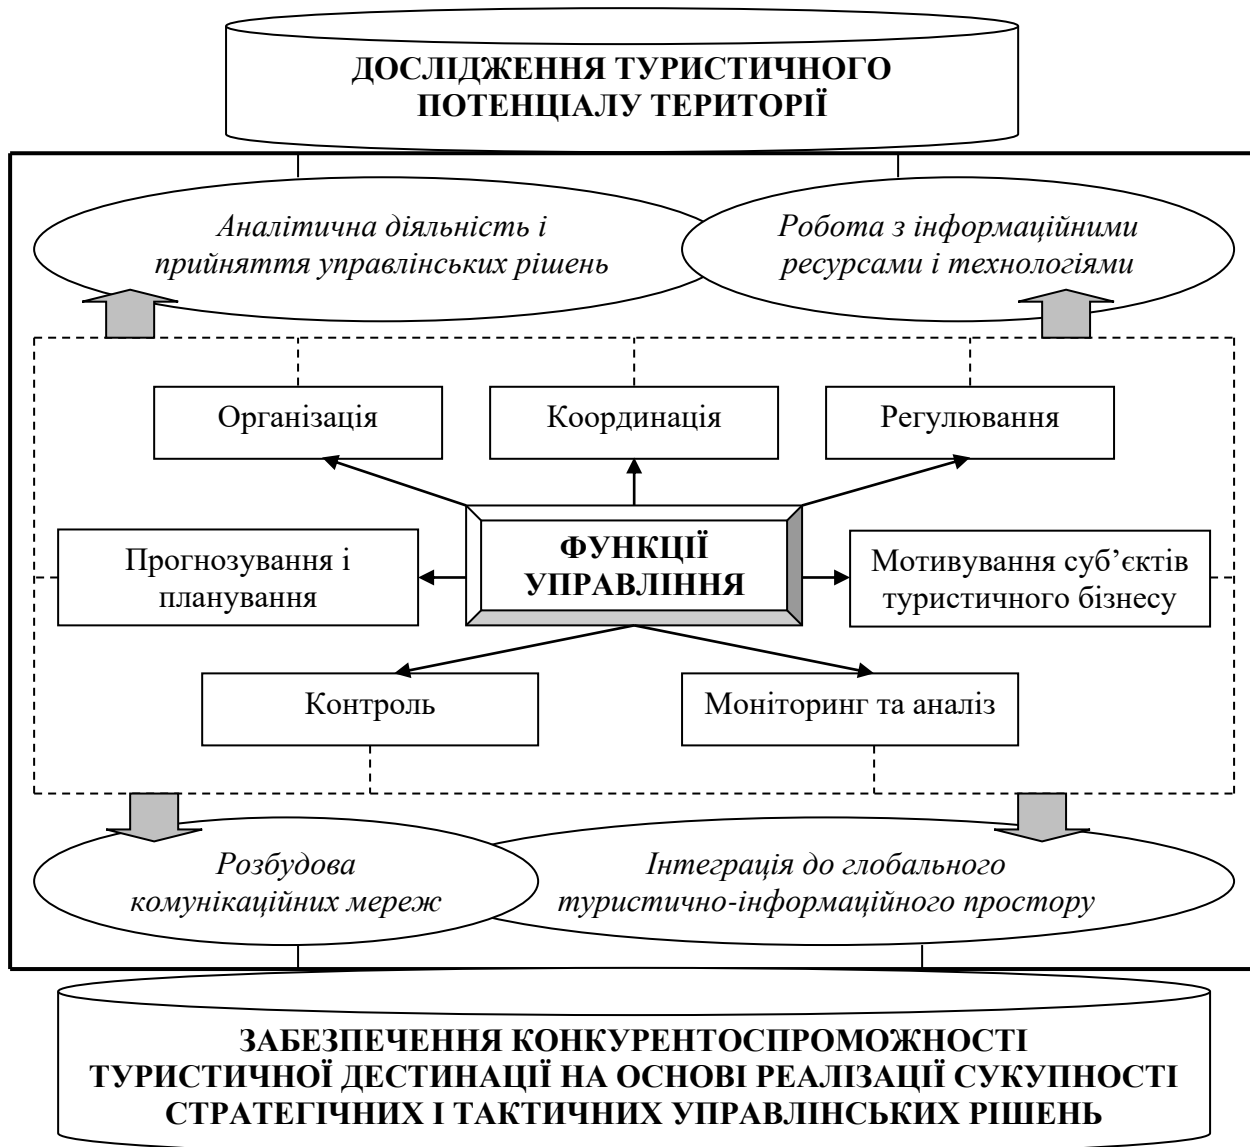 ДОСЛІДЖЕННЯ ТУРИСТИЧНОГО
ПОТЕНЦІАЛУ ТЕРИТОРІЇ
Аналітична діяльність і
прийняття управлінських рішень
Робота з інформаційними
ресурсами і технологіями
Організація
Координація
Регулювання
Прогнозування і
планування
ФУНКЦІЇ
УПРАВЛІННЯ
Мотивування суб’єктів
туристичного бізнесу
Контроль
Моніторинг та аналіз
Розбудова
комунікаційних мереж
Інтеграція до глобального
туристично-інформаційного простору
ЗАБЕЗПЕЧЕННЯ КОНКУРЕНТОСПРОМОЖНОСТІ
ТУРИСТИЧНОЇ ДЕСТИНАЦІЇ НА ОСНОВІ РЕАЛІЗАЦІЇ СУКУПНОСТІ
СТРАТЕГІЧНИХ І ТАКТИЧНИХ УПРАВЛІНСЬКИХ РІШЕНЬ